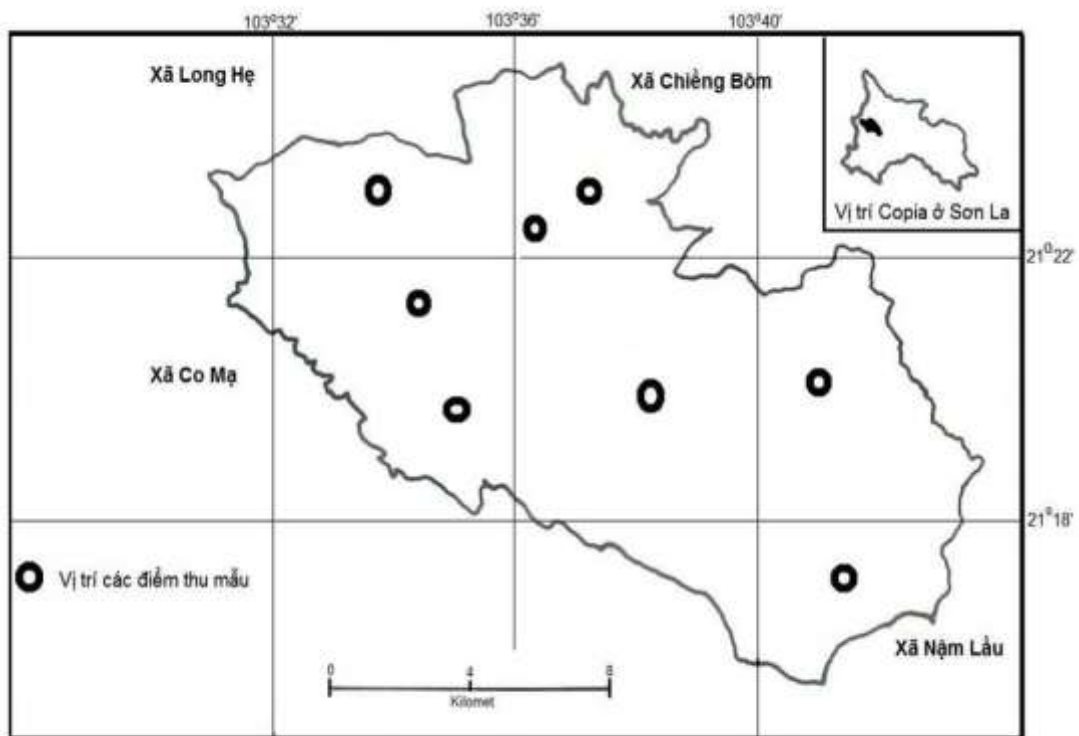 103°32' 103°36' 103°40'
Xã Long Hẹ
Xã Chiềng Bôm
Vị trí Copia ở Sơn La
21°22'
Xã Co Mạ
21°18'
Vị trí các điểm thu mẫu
Xã Nậm Lầu
0 4 8
Kilomet